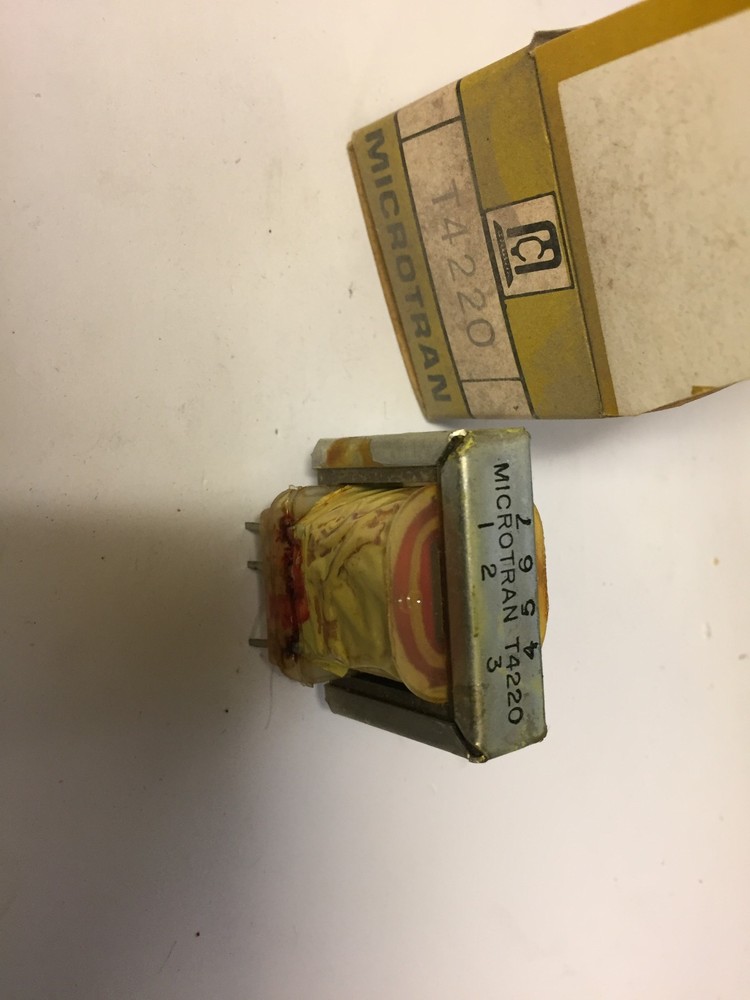 T4220
MICROTRAN
7 6 5 4
MICROTRAN T4220
1 2 3